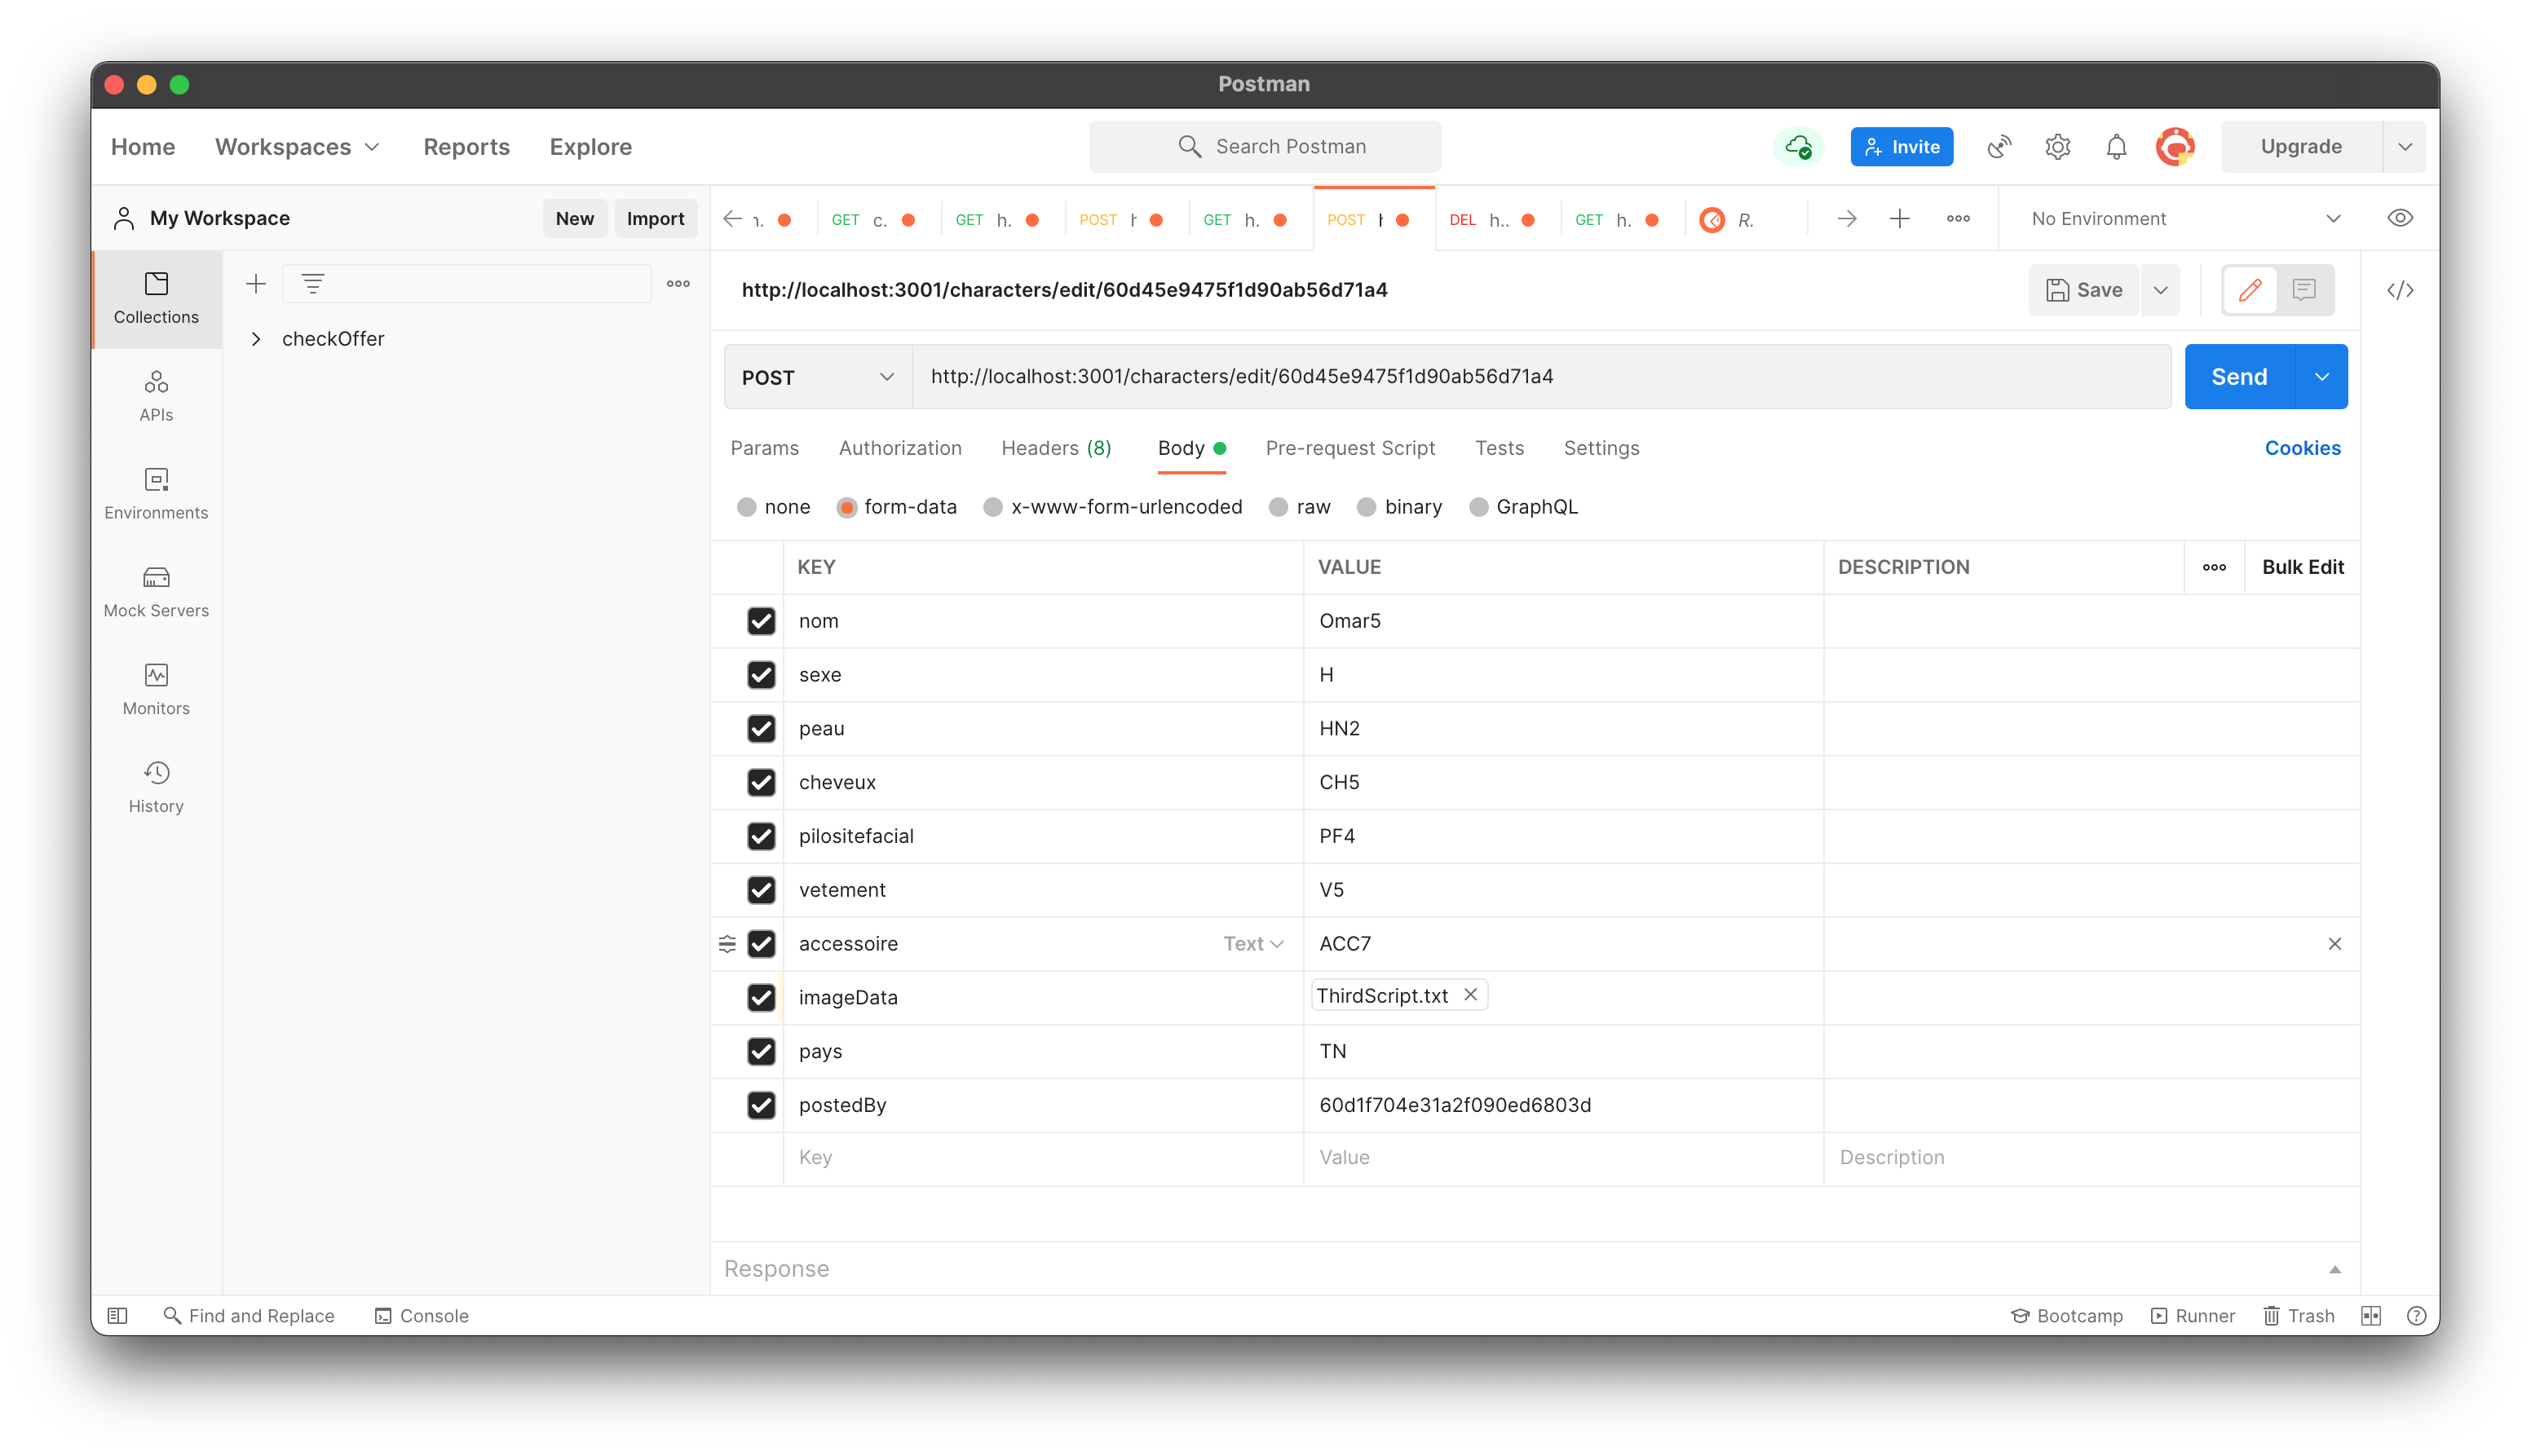 Postman
Home Workspaces Reports Explore Search Postman Invite Upgrade
My Workspace New Import
GET c. GET h. POST GET h. POST DEL h.. GET h. R. No Environment
Collections
checkOffer
APIs
Environments
Mock Servers
Monitors
History
http://localhost:3001/characters/edit/60d45e9475f1d90ab56d71a4 Save
POST http://localhost:3001/characters/edit/60d45e9475f1d90ab56d71a4 Send
Params Authorization Headers (8) Body Pre-request Script Tests Settings Cookies
none form-data x-www-form-urlencoded raw binary GraphQL
KEY VALUE DESCRIPTION Bulk Edit
nom Omar5
sexe H
peau HN2
cheveux CH5
pilositefacial PF4
vetement V5
accessoire Text ACC7
imageData ThirdScript.txt
pays TN
postedBy 60d1f704e31a2f090ed6803d
Key Value Description
Response
Find and Replace Console Bootcamp Runner Trash